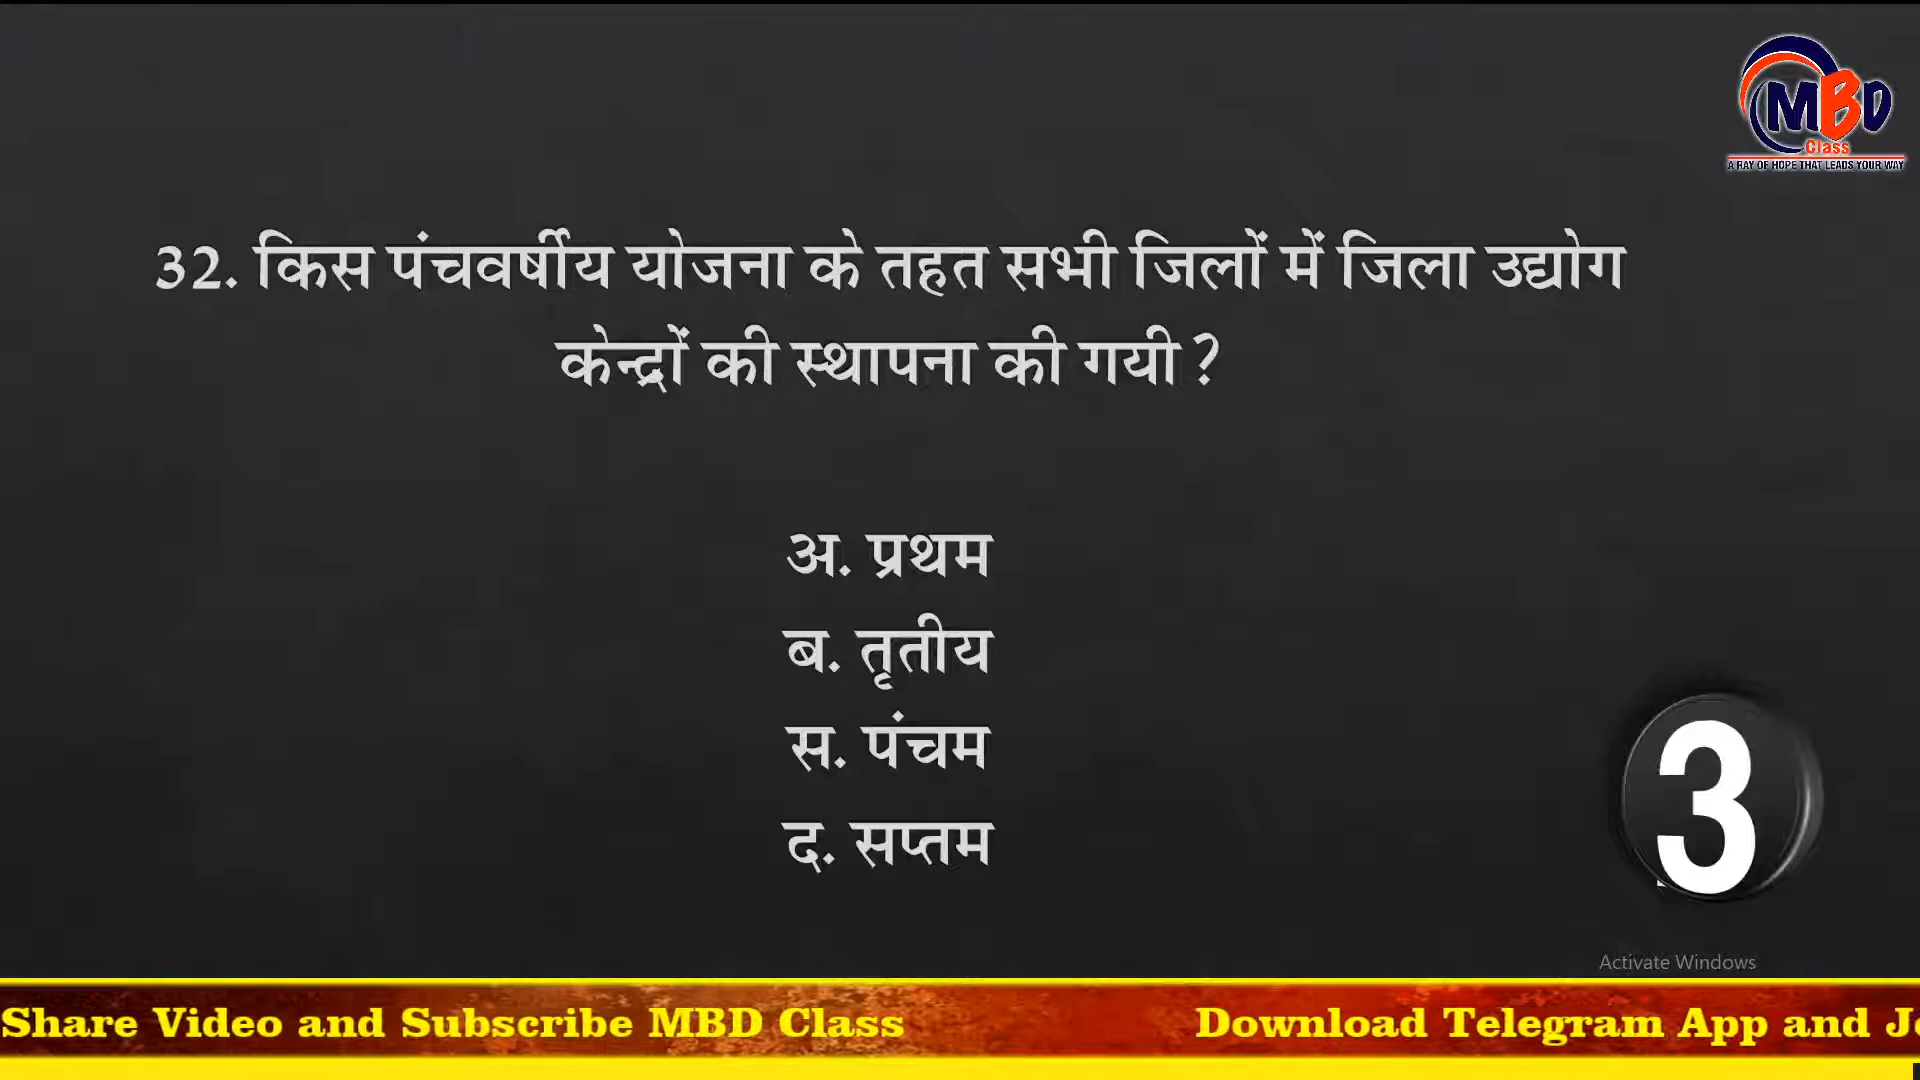 MBD
Class
A RAY OF HOPE THAT LEADS YOUR WAY
32. किस पंचवर्षीय योजना के तहत सभी जिलों में जिला उद्योग
केन्द्रों की स्थापना की गयी ?
अ. प्रथम
ब. तृतीय
स. पंचम
द. सप्तम
3
Activate Windows
Share Video and Subscribe MBD Class
Download Telegram App and